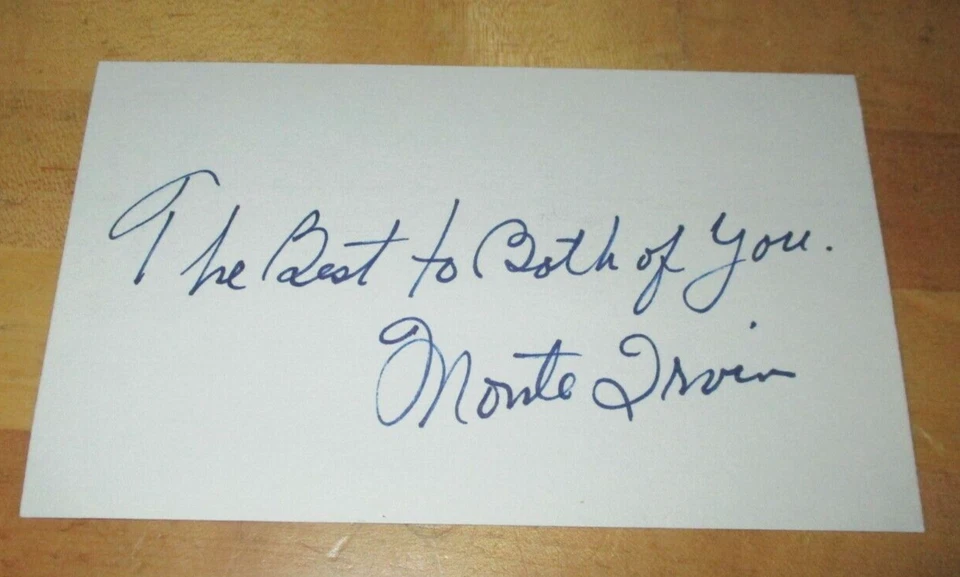 The Best to Both of You.
Monte Irvin